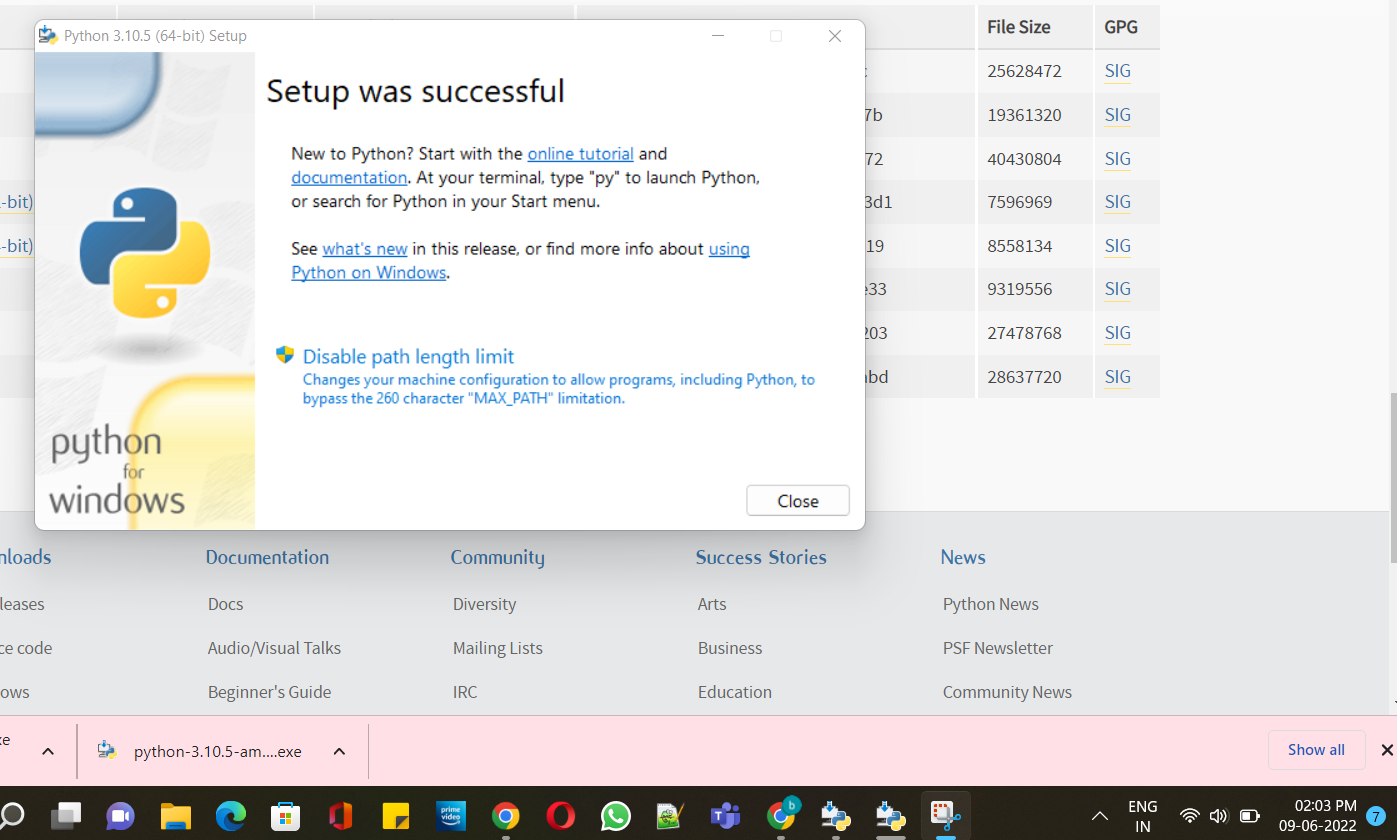 Python 3.10.5 (64-bit) Setup
Setup was successful
New to Python? Start with the online tutorial and
documentation. At your terminal, type "py" to launch Python,
or search for Python in your Start menu.
See what's new in this release, or find more info about using
Python on Windows.
Disable path length limit
Changes your machine configuration to allow programs, including Python, to
bypass the 260 character "MAX_PATH" limitation.
python
for
windows
Close
File Size GPG
25628472 SIG
7b 19361320 SIG
72 40430804 SIG
-bit) 3d1 7596969 SIG
-bit) 19 8558134 SIG
e33 9319556 SIG
203 27478768 SIG
bd 28637720 SIG
nloads Documentation Community Success Stories News
leases Docs Diversity Arts Python News
ce code Audio/Visual Talks Mailing Lists Business PSF Newsletter
ows Beginner's Guide IRC Education Community News
xe python-3.10.5-am....exe Show all
prime
video
b
ENG
IN
02:03 PM
09-06-2022
7